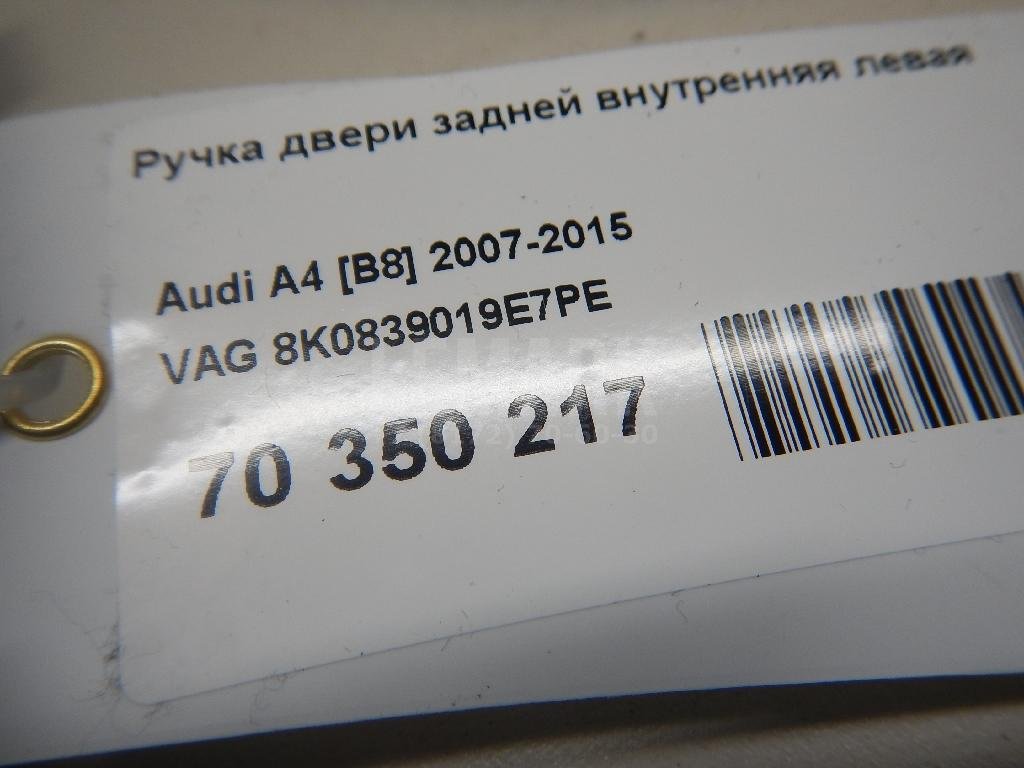 Ручка двери задней внутренняя левая
Audi A4 [B8] 2007-2015
VAG 8K0839019E7PE
70 350 217